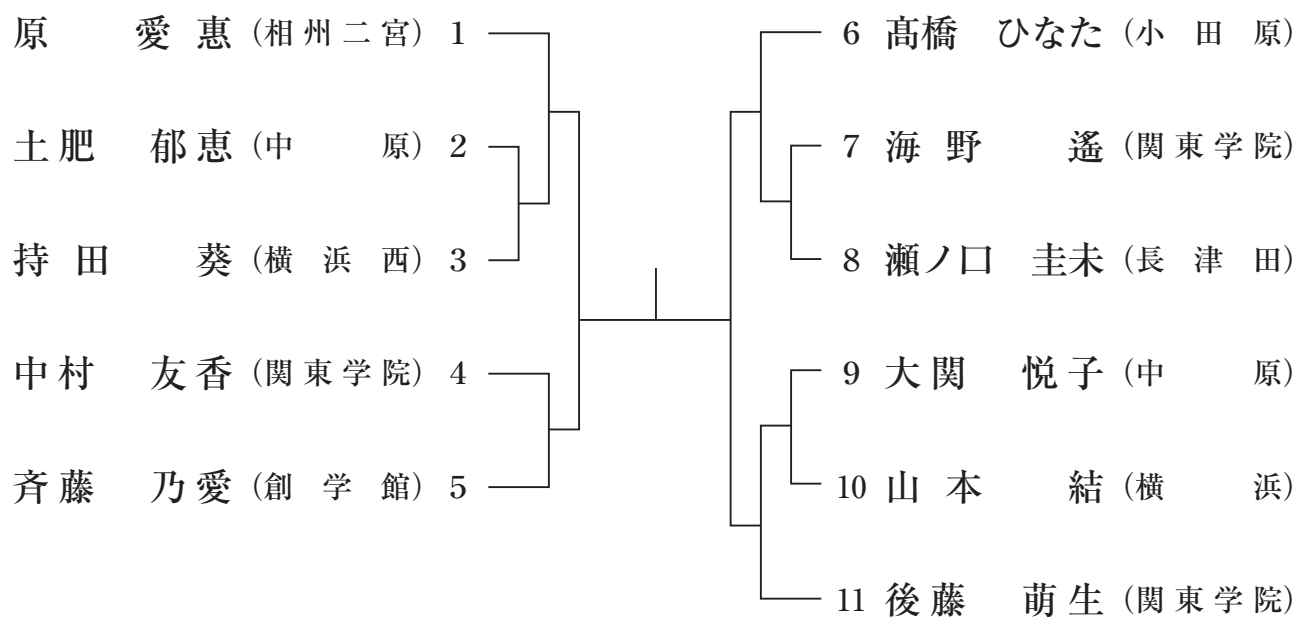 原 愛惠 (相州二宮) 1
土肥 郁恵 (中原) 2
持田 葵 (横浜西) 3
中村 友香 (関東学院) 4
斉藤 乃愛 (創学館) 5
6 髙橋 ひなた (小田原)
7 海野 遙 (関東学院)
8 瀬ノ口 圭未 (長津田)
9 大関 悦子 (中原)
10 山本 結 (横浜)
11 後藤 萌生 (関東学院)